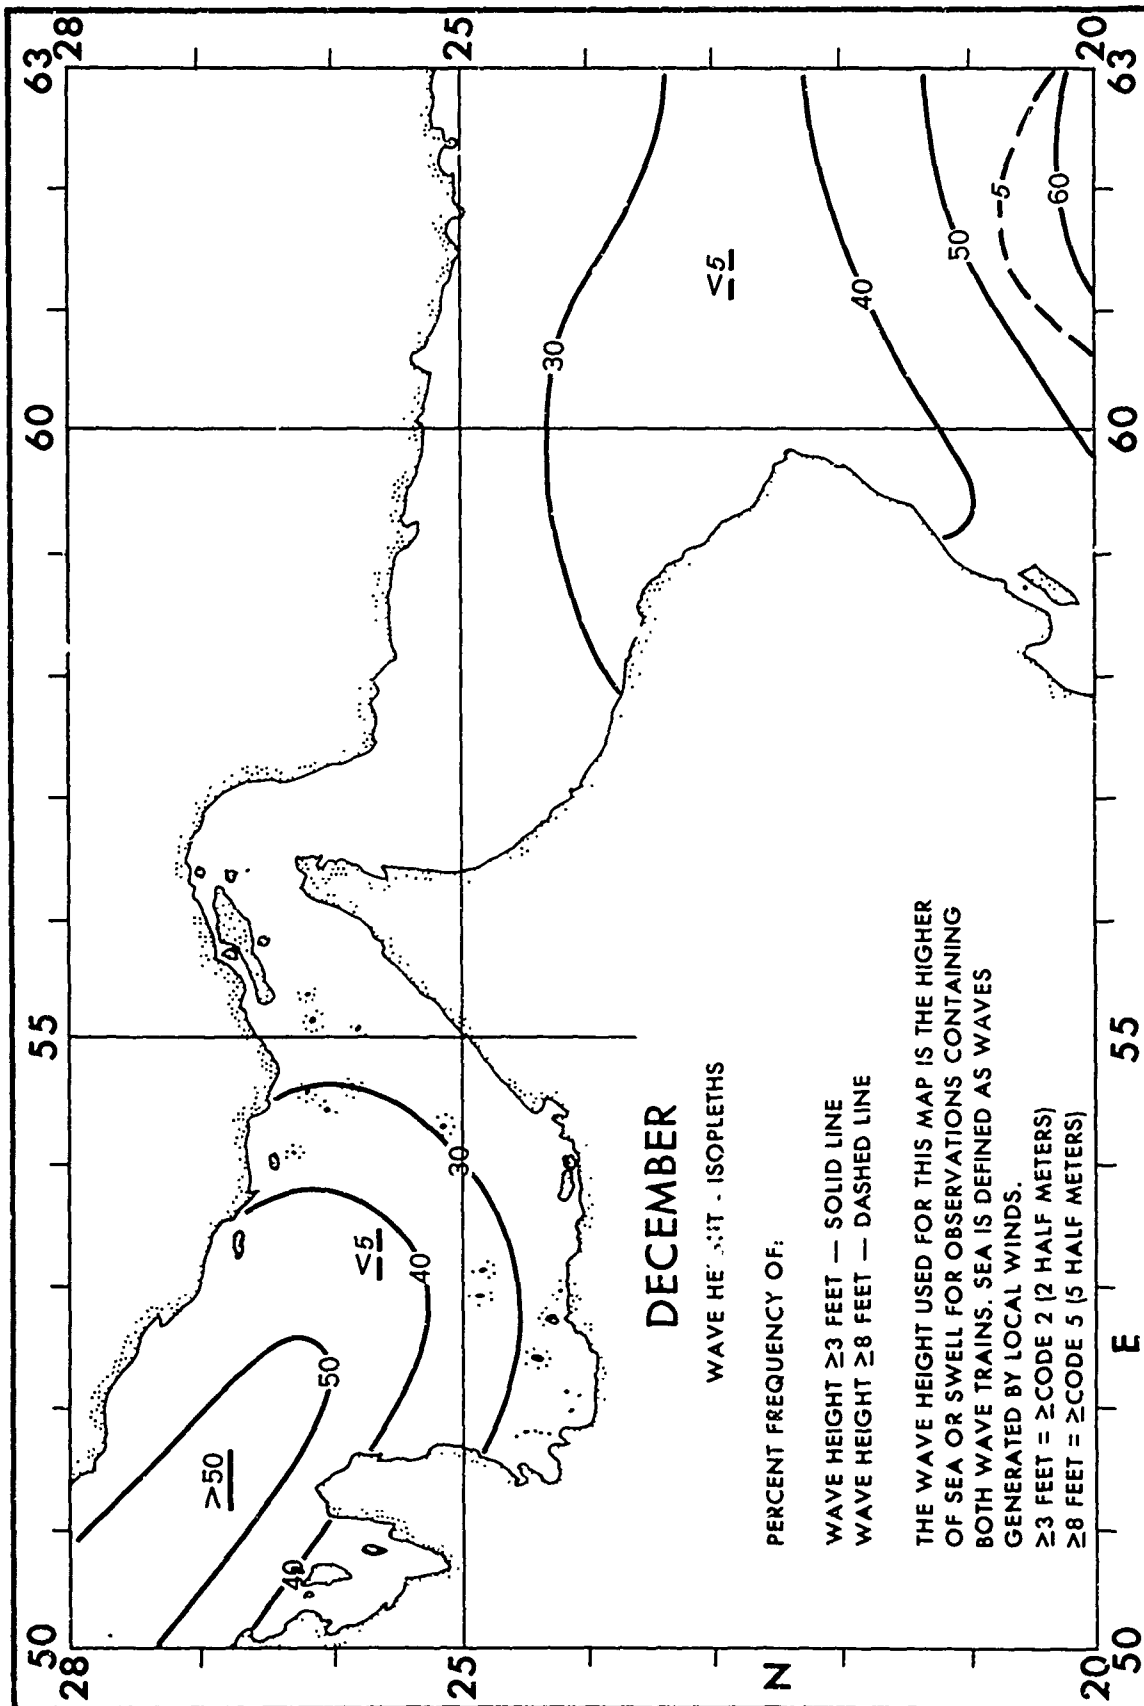 DECEMBER
WAVE - ISOPLETHS
PERCENT FREQUENCY OF:
WAVE HEIGHT ≥3 FEET — SOLID LINE
WAVE HEIGHT ≥8 FEET — DASHED LINE
THE WAVE HEIGHT USED FOR THIS MAP IS THE HIGHER
OF SEA OR SWELL FOR OBSERVATIONS CONTAINING
BOTH WAVE TRAINS. SEA IS DEFINED AS WAVES
GENERATED BY LOCAL WINDS.
≥3 FEET = ≥CODE 2 (2 HALF METERS)
≥8 FEET = ≥CODE 5 (5 HALF METERS)
50 55 60 63
28 28
25 25
20 20
N
50 E 55 60 63
>50
50
40
40
<5
30
30
<5
40
50
5
60